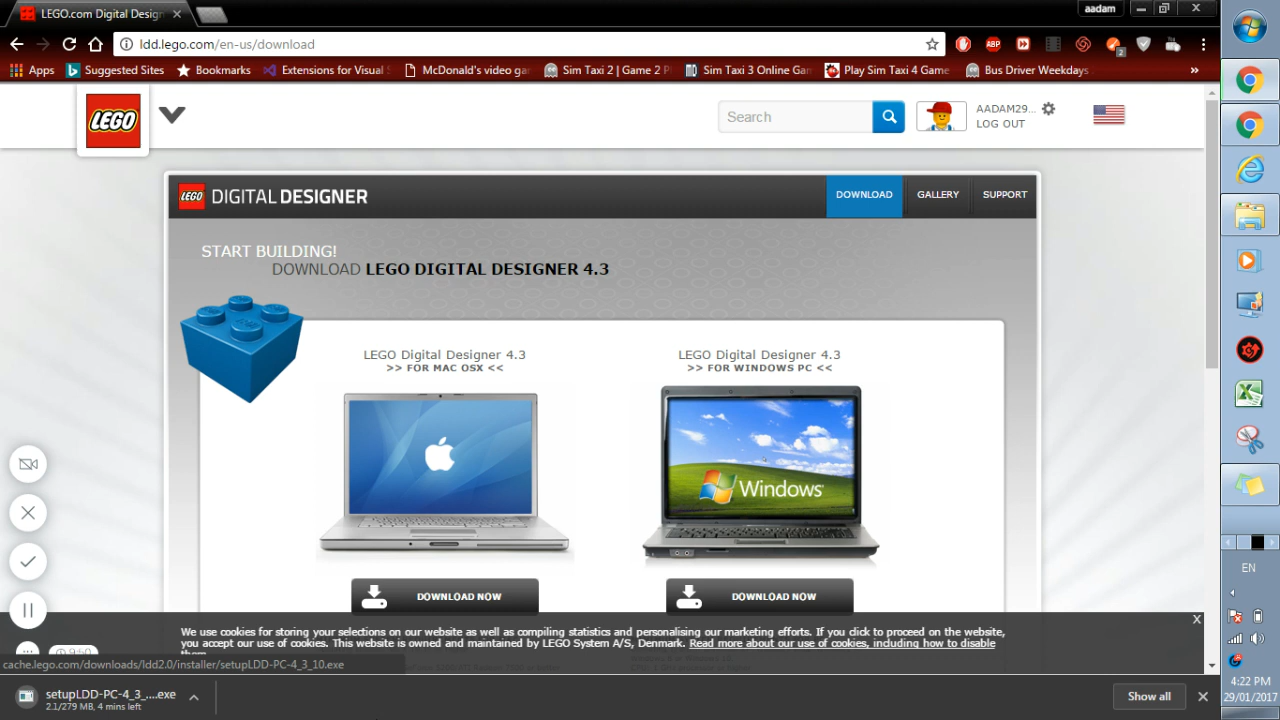 LEGO.com Digital Design
aadam
ldd.lego.com/en-us/download
ABP
2
Apps
Suggested Sites
Bookmarks
Extensions for Visual
McDonald's video ga
Sim Taxi 2 | Game 2 P
Sim Taxi 3 Online Gam
Play Sim Taxi 4 Game
Bus Driver Weekdays
»
LEGO
Search
AADAM29...
LOG OUT
LEGO DIGITAL DESIGNER
DOWNLOAD
GALLERY
SUPPORT
START BUILDING!
DOWNLOAD LEGO DIGITAL DESIGNER 4.3
LEGO Digital Designer 4.3
>> FOR MAC OSX <<
LEGO Digital Designer 4.3
>> FOR WINDOWS PC <<
Windows
DOWNLOAD NOW
DOWNLOAD NOW
We use cookies for storing your selections on our website as well as compiling statistics and personalising our marketing efforts. If you click to proceed on the website,
you accept our use of cookies. This website is owned and maintained by LEGO System A/S, Denmark. Read more about our use of cookies, including how to disable
them
X
9:50
cache.lego.com/downloads/ldd2.0/installer/setupLDD-PC-4_3_10.exe
setupLDD-PC-4_3_....exe
2.1/279 MB, 4 mins left
Show all
EN
4:22 PM
29/01/2017